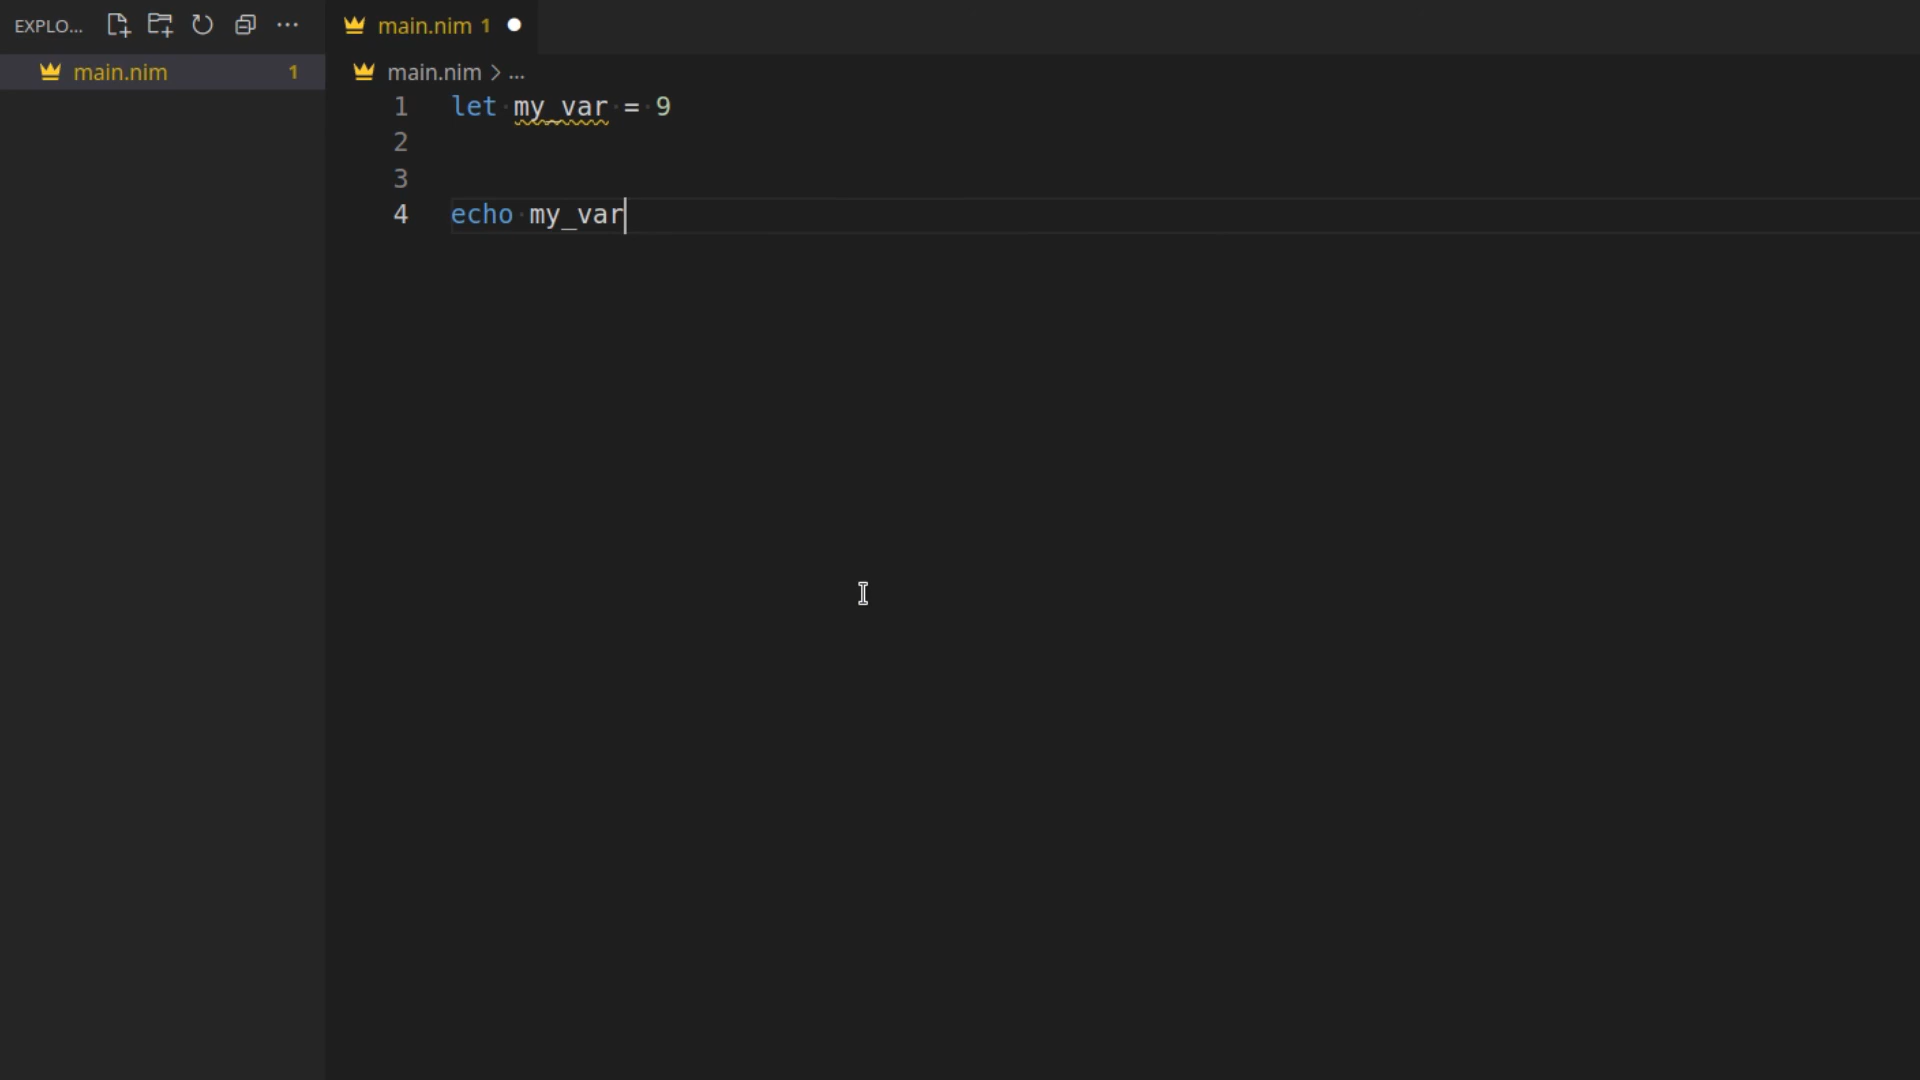 EXPLO...
main.nim 1
main.nim 1
main.nim > ...
1 let my_var = 9
2
3
4 echo my_var